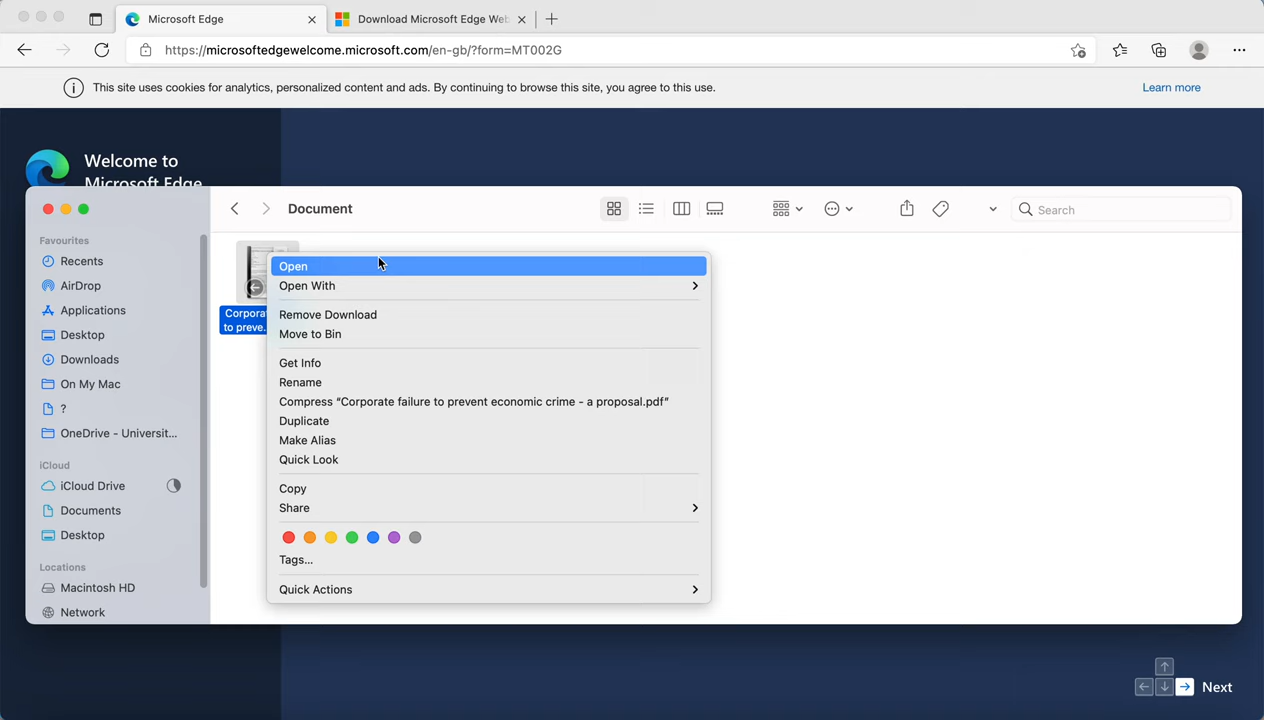 Microsoft Edge
Download Microsoft Edge Web
https://microsoftedgewelcome.microsoft.com/en-gb/?form=MT002G
This site uses cookies for analytics, personalized content and ads. By continuing to browse this site, you agree to this use.
Learn more
Welcome to
Microsoft Edge
Document
Search
Favourites
Recents
AirDrop
Applications
Desktop
Downloads
On My Mac
?
OneDrive - Universit...
iCloud
iCloud Drive
Documents
Desktop
Locations
Macintosh HD
Network
Corpora
to preve.
Open
Open With
Remove Download
Move to Bin
Get Info
Rename
Compress “Corporate failure to prevent economic crime - a proposal.pdf”
Duplicate
Make Alias
Quick Look
Copy
Share
Tags...
Quick Actions
Next